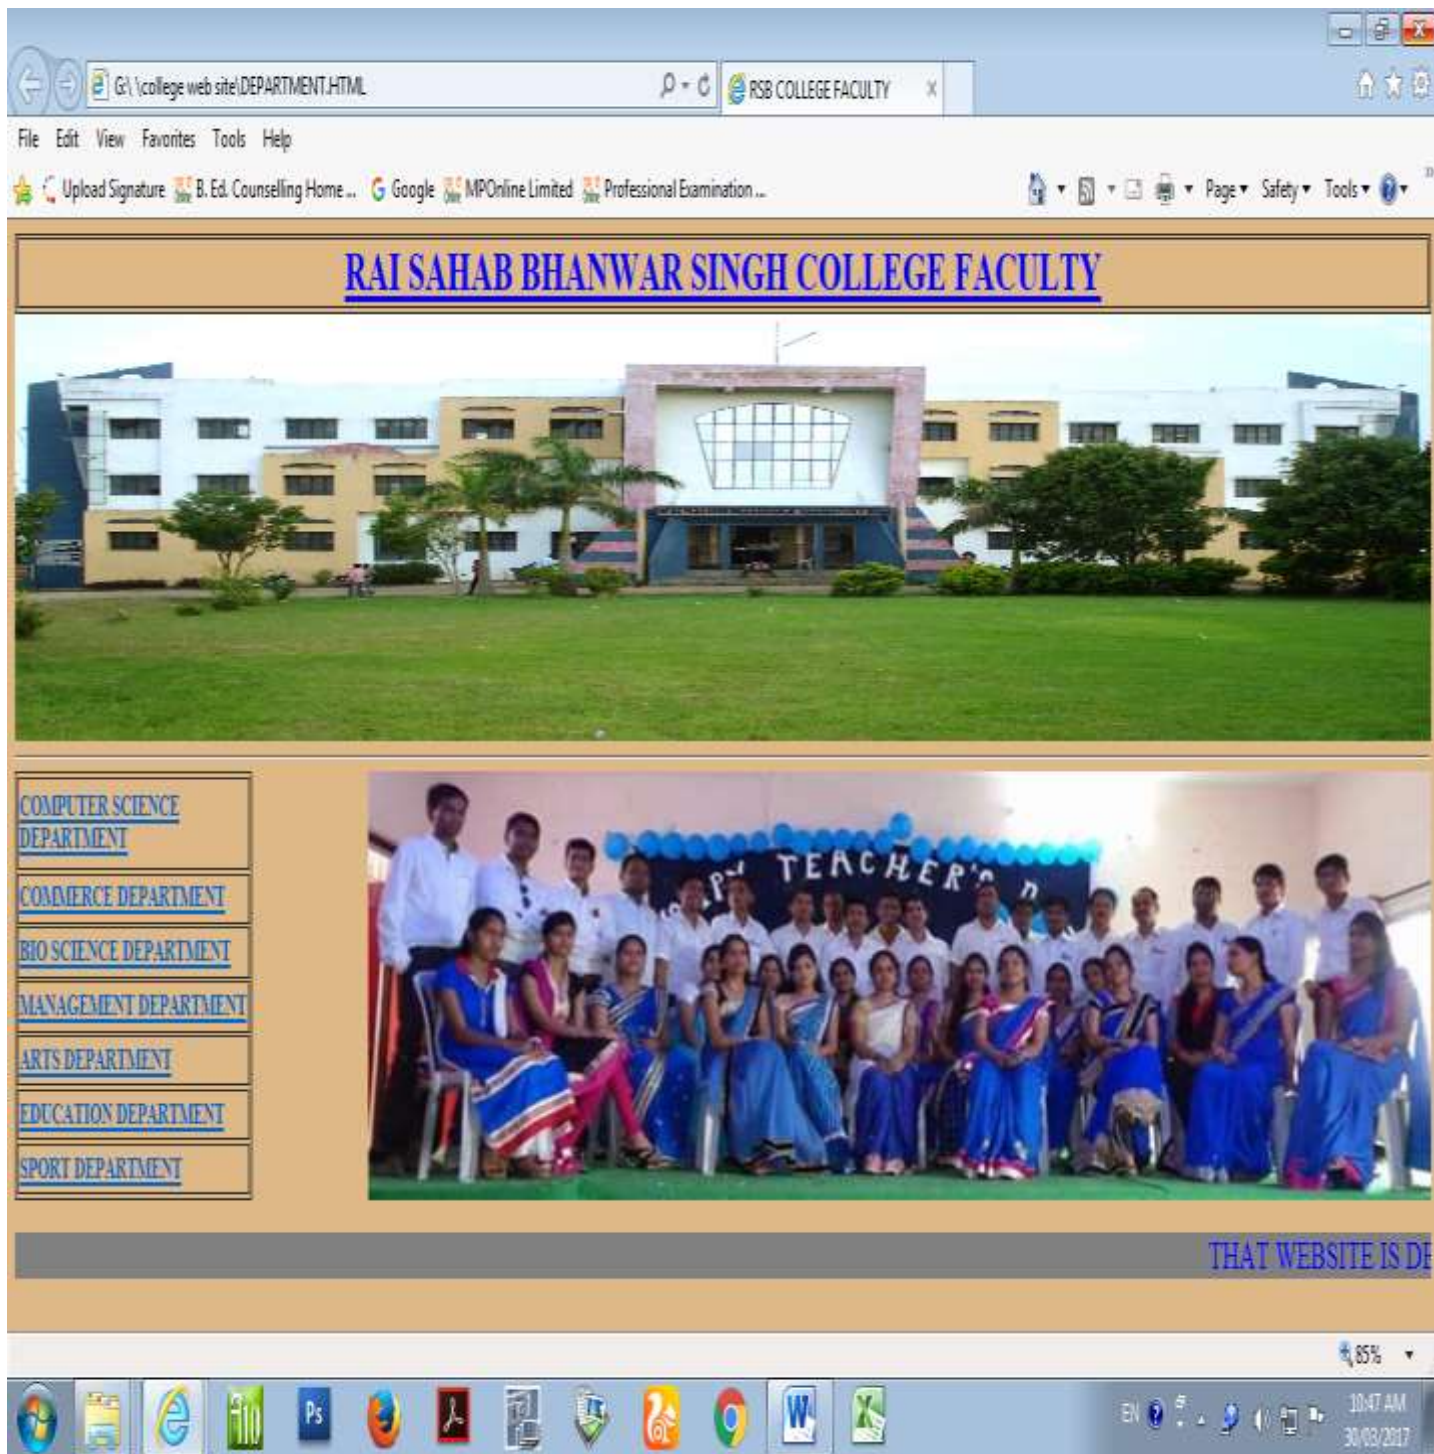 G:\ \college web site\DEPARTMENT.HTML
RSB COLLEGE FACULTY
File Edit View Favorites Tools Help
Upload Signature B. Ed. Counselling Home ... Google MPOnline Limited Professional Examination ...
Page Safety Tools
RAI SAHAB BHANWAR SINGH COLLEGE FACULTY
COMPUTER SCIENCE
DEPARTMENT
COMMERCE DEPARTMENT
BIO SCIENCE DEPARTMENT
MANAGEMENT DEPARTMENT
ARTS DEPARTMENT
EDUCATION DEPARTMENT
SPORT DEPARTMENT
TEACHER'S
THAT WEBSITE IS DE
85%
Ps
EN
10:47 AM
30/03/2017